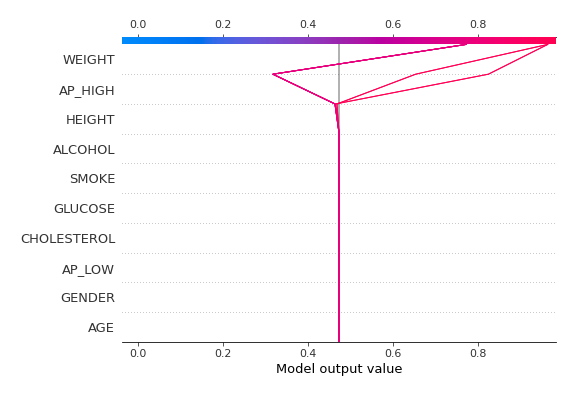 0.0 0.2 0.4 0.6 0.8
WEIGHT
AP_HIGH
HEIGHT
ALCOHOL
SMOKE
GLUCOSE
CHOLESTEROL
AP_LOW
GENDER
AGE
0.0 0.2 0.4 0.6 0.8
Model output value